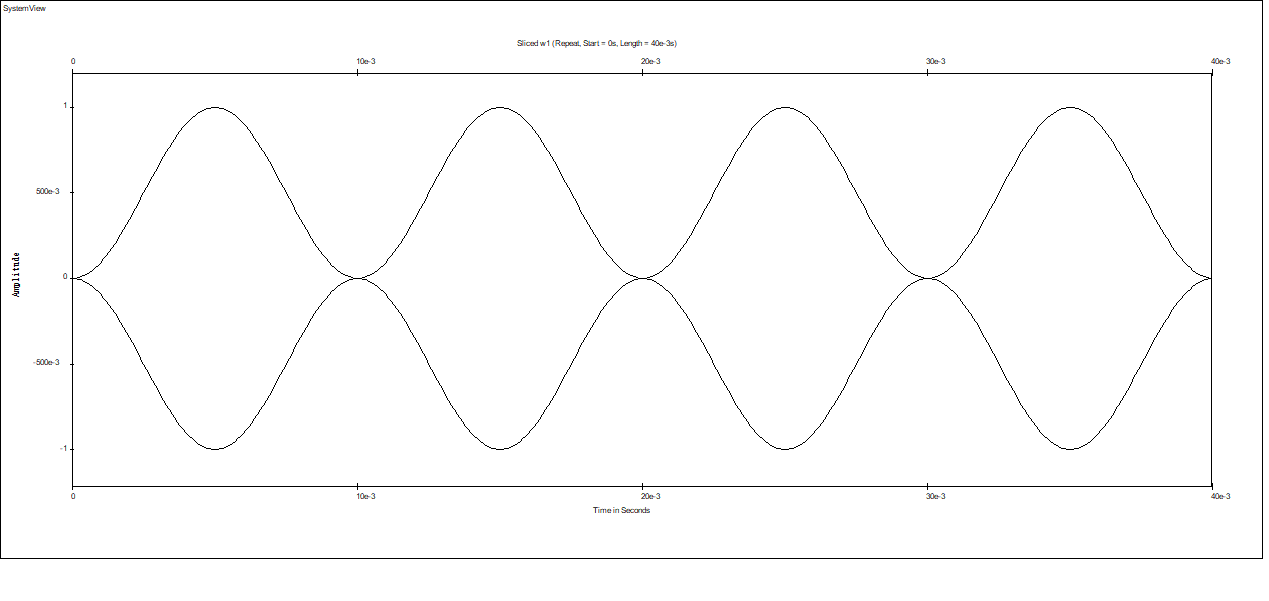 SystemView
Sliced w1 (Repeat, Start = 0s, Length = 40e-3s)
0 10e-3 20e-3 30e-3 40e-3
1
500e-3
0
-500e-3
-1
Amplitude
0 10e-3 20e-3 30e-3 40e-3
Time in Seconds